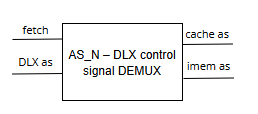 fetch
DLX as
AS_N – DLX control
signal DEMUX
cache as
imem as